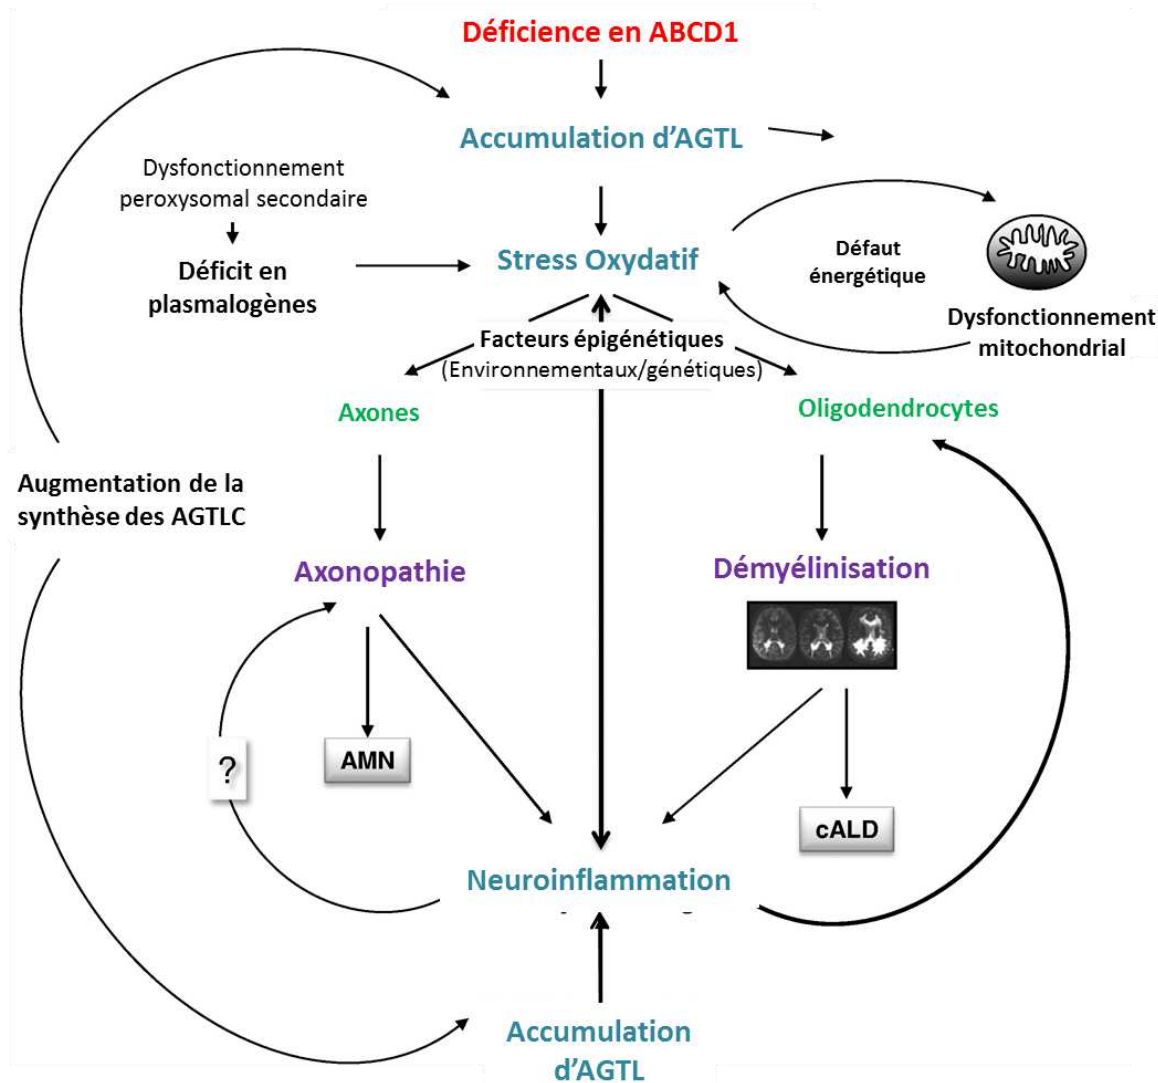 Déficience en ABCD1
Accumulation d’AGTL
Dysfonctionnement
peroxysomal secondaire
Déficit en
plasmalogènes
Stress Oxydatif
Défaut
énergétique
Dysfonctionnement
mitochondrial
Facteurs épigénétiques
(Environnementaux/génétiques)
Axones
Oligodendrocytes
Augmentation de la
synthèse des AGTLC
Axonopathie
Démyélinisation
?
AMN
cALD
Neuroinflammation
Accumulation
d’AGTL